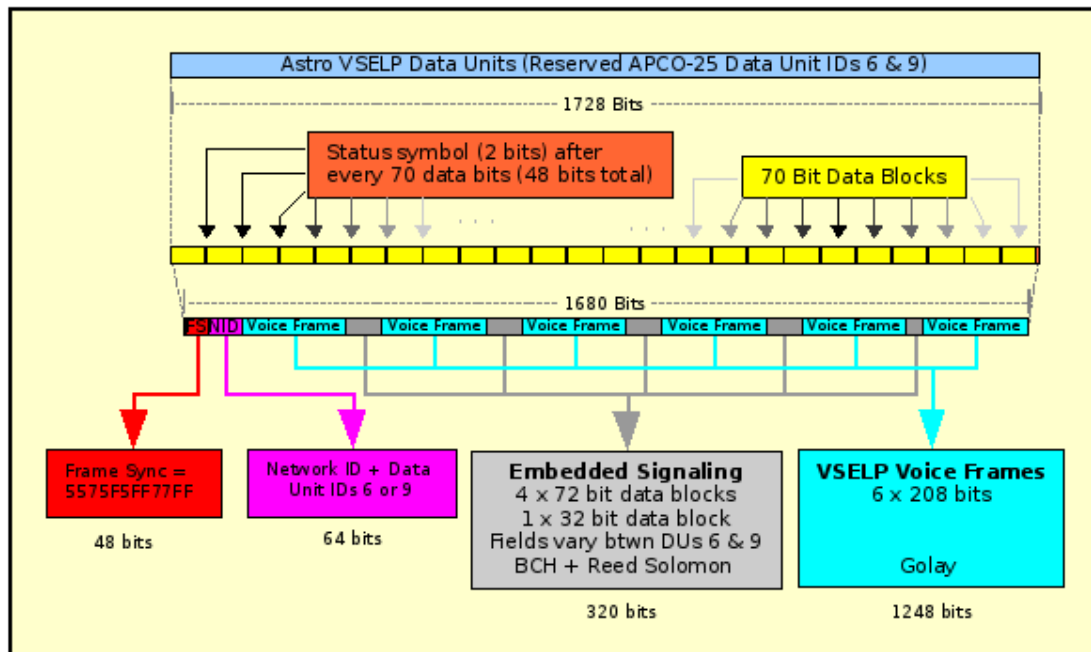 Astro VSELP Data Units (Reserved APCO-25 Data Unit IDs 6 & 9)
1728 Bits
Status symbol (2 bits) after
every 70 data bits (48 bits total)
70 Bit Data Blocks
. . . .
. . . .
1680 Bits
FS NID Voice Frame Voice Frame Voice Frame Voice Frame Voice Frame Voice Frame
Frame Sync =
5575F5FF77FF
48 bits
Network ID + Data
Unit IDs 6 or 9
64 bits
Embedded Signaling
4 x 72 bit data blocks
1 x 32 bit data block
Fields vary btwn DUs 6 & 9
BCH + Reed Solomon
320 bits
VSELP Voice Frames
6 x 208 bits
Golay
1248 bits